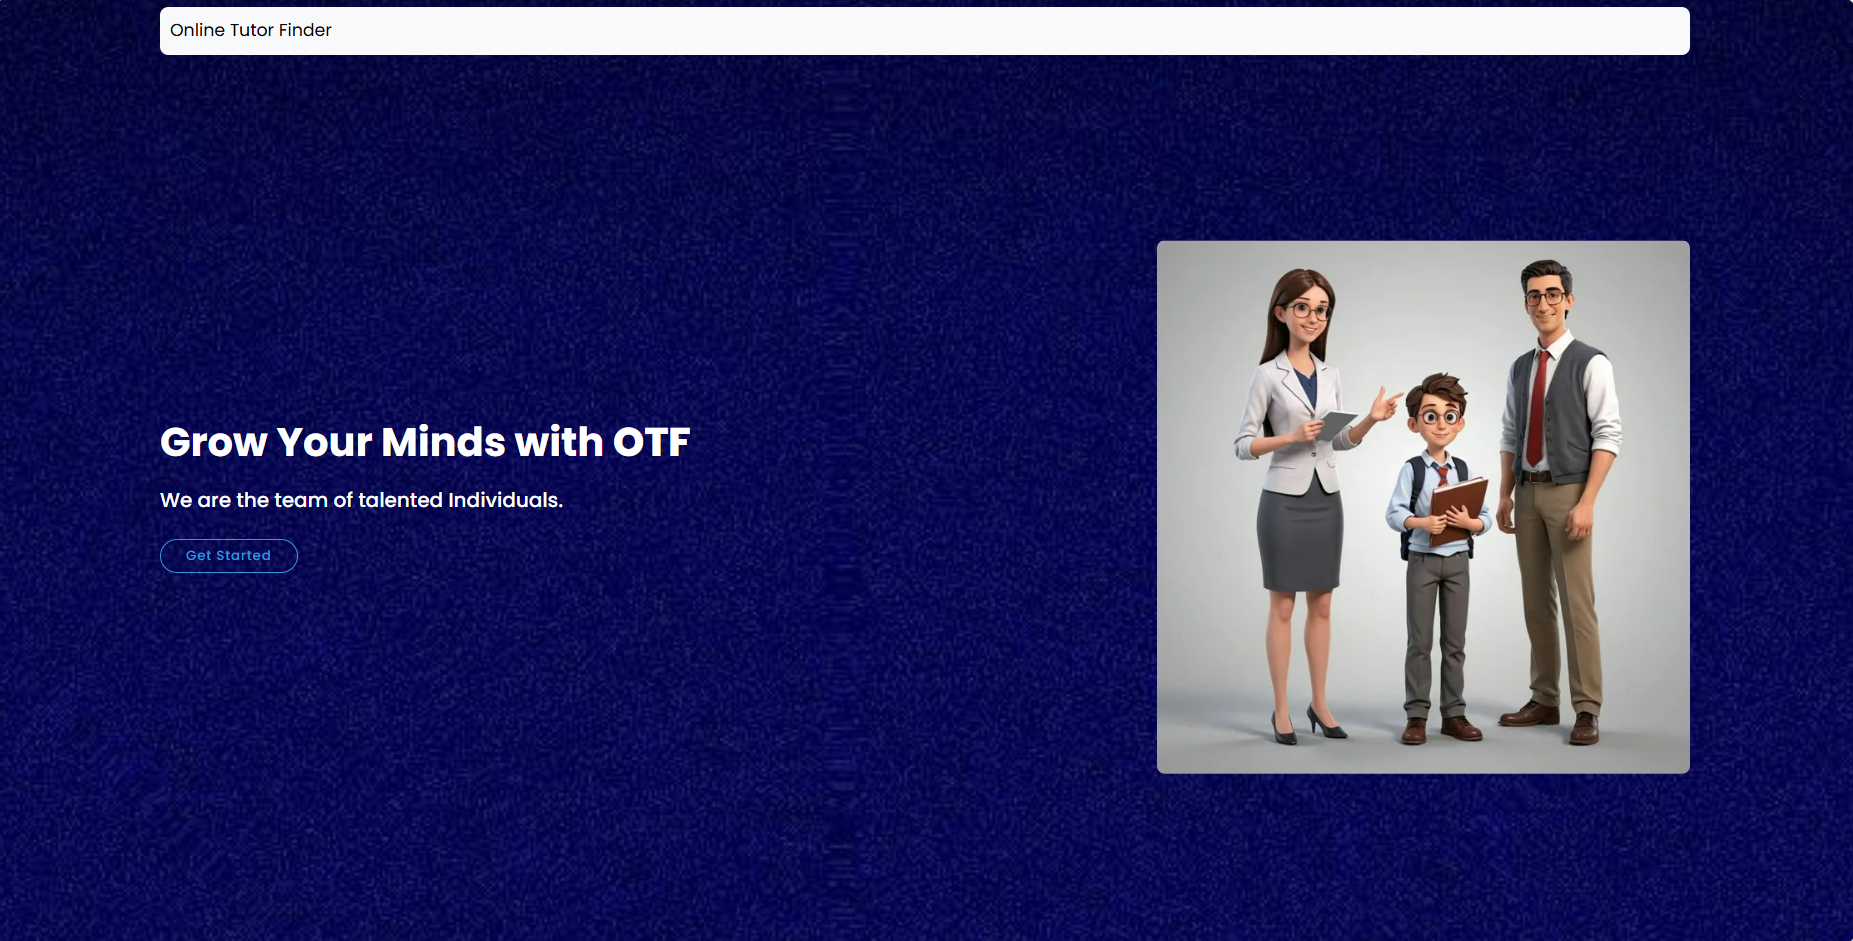 Online Tutor Finder
Grow Your Minds with OTF
We are the team of talented Individuals.
Get Started